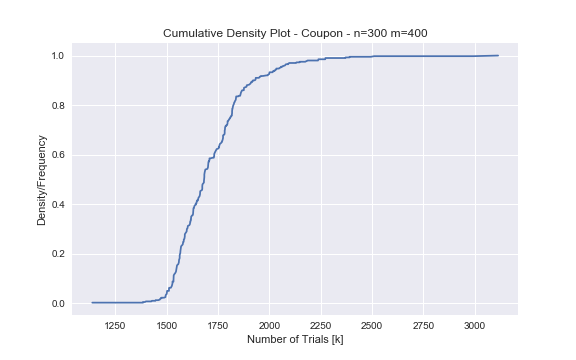 Cumulative Density Plot - Coupon - n=300 m=400
1.0
0.8
0.6
0.4
0.2
0.0
Density/Frequency
1250 1500 1750 2000 2250 2500 2750 3000
Number of Trials [k]